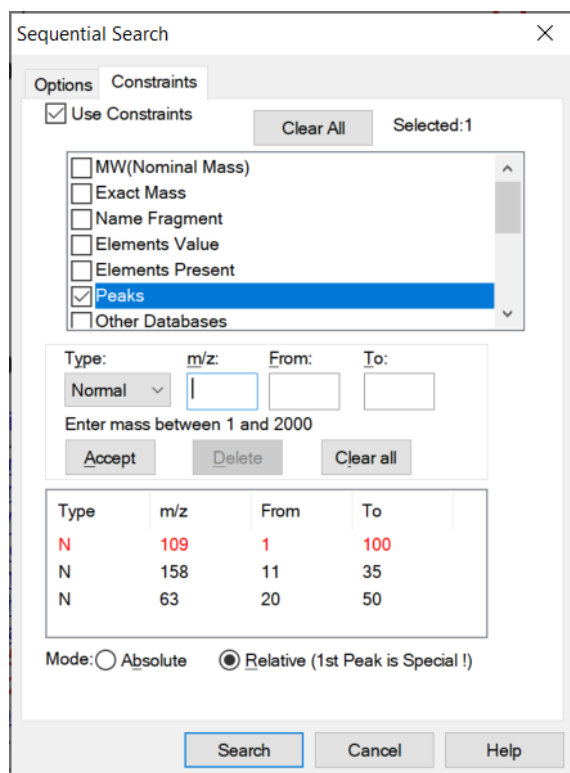 Sequential Search
Options Constraints
Use Constraints Clear All Selected:1
MW(Nominal Mass)
Exact Mass
Name Fragment
Elements Value
Elements Present
Peaks
Other Databases
Type: m/z: From: To:
Normal
Enter mass between 1 and 2000
Accept Delete Clear all
Type m/z From To
N 109 1 100
N 158 11 35
N 63 20 50
Mode: Absolute Relative (1st Peak is Special !)
Search Cancel Help